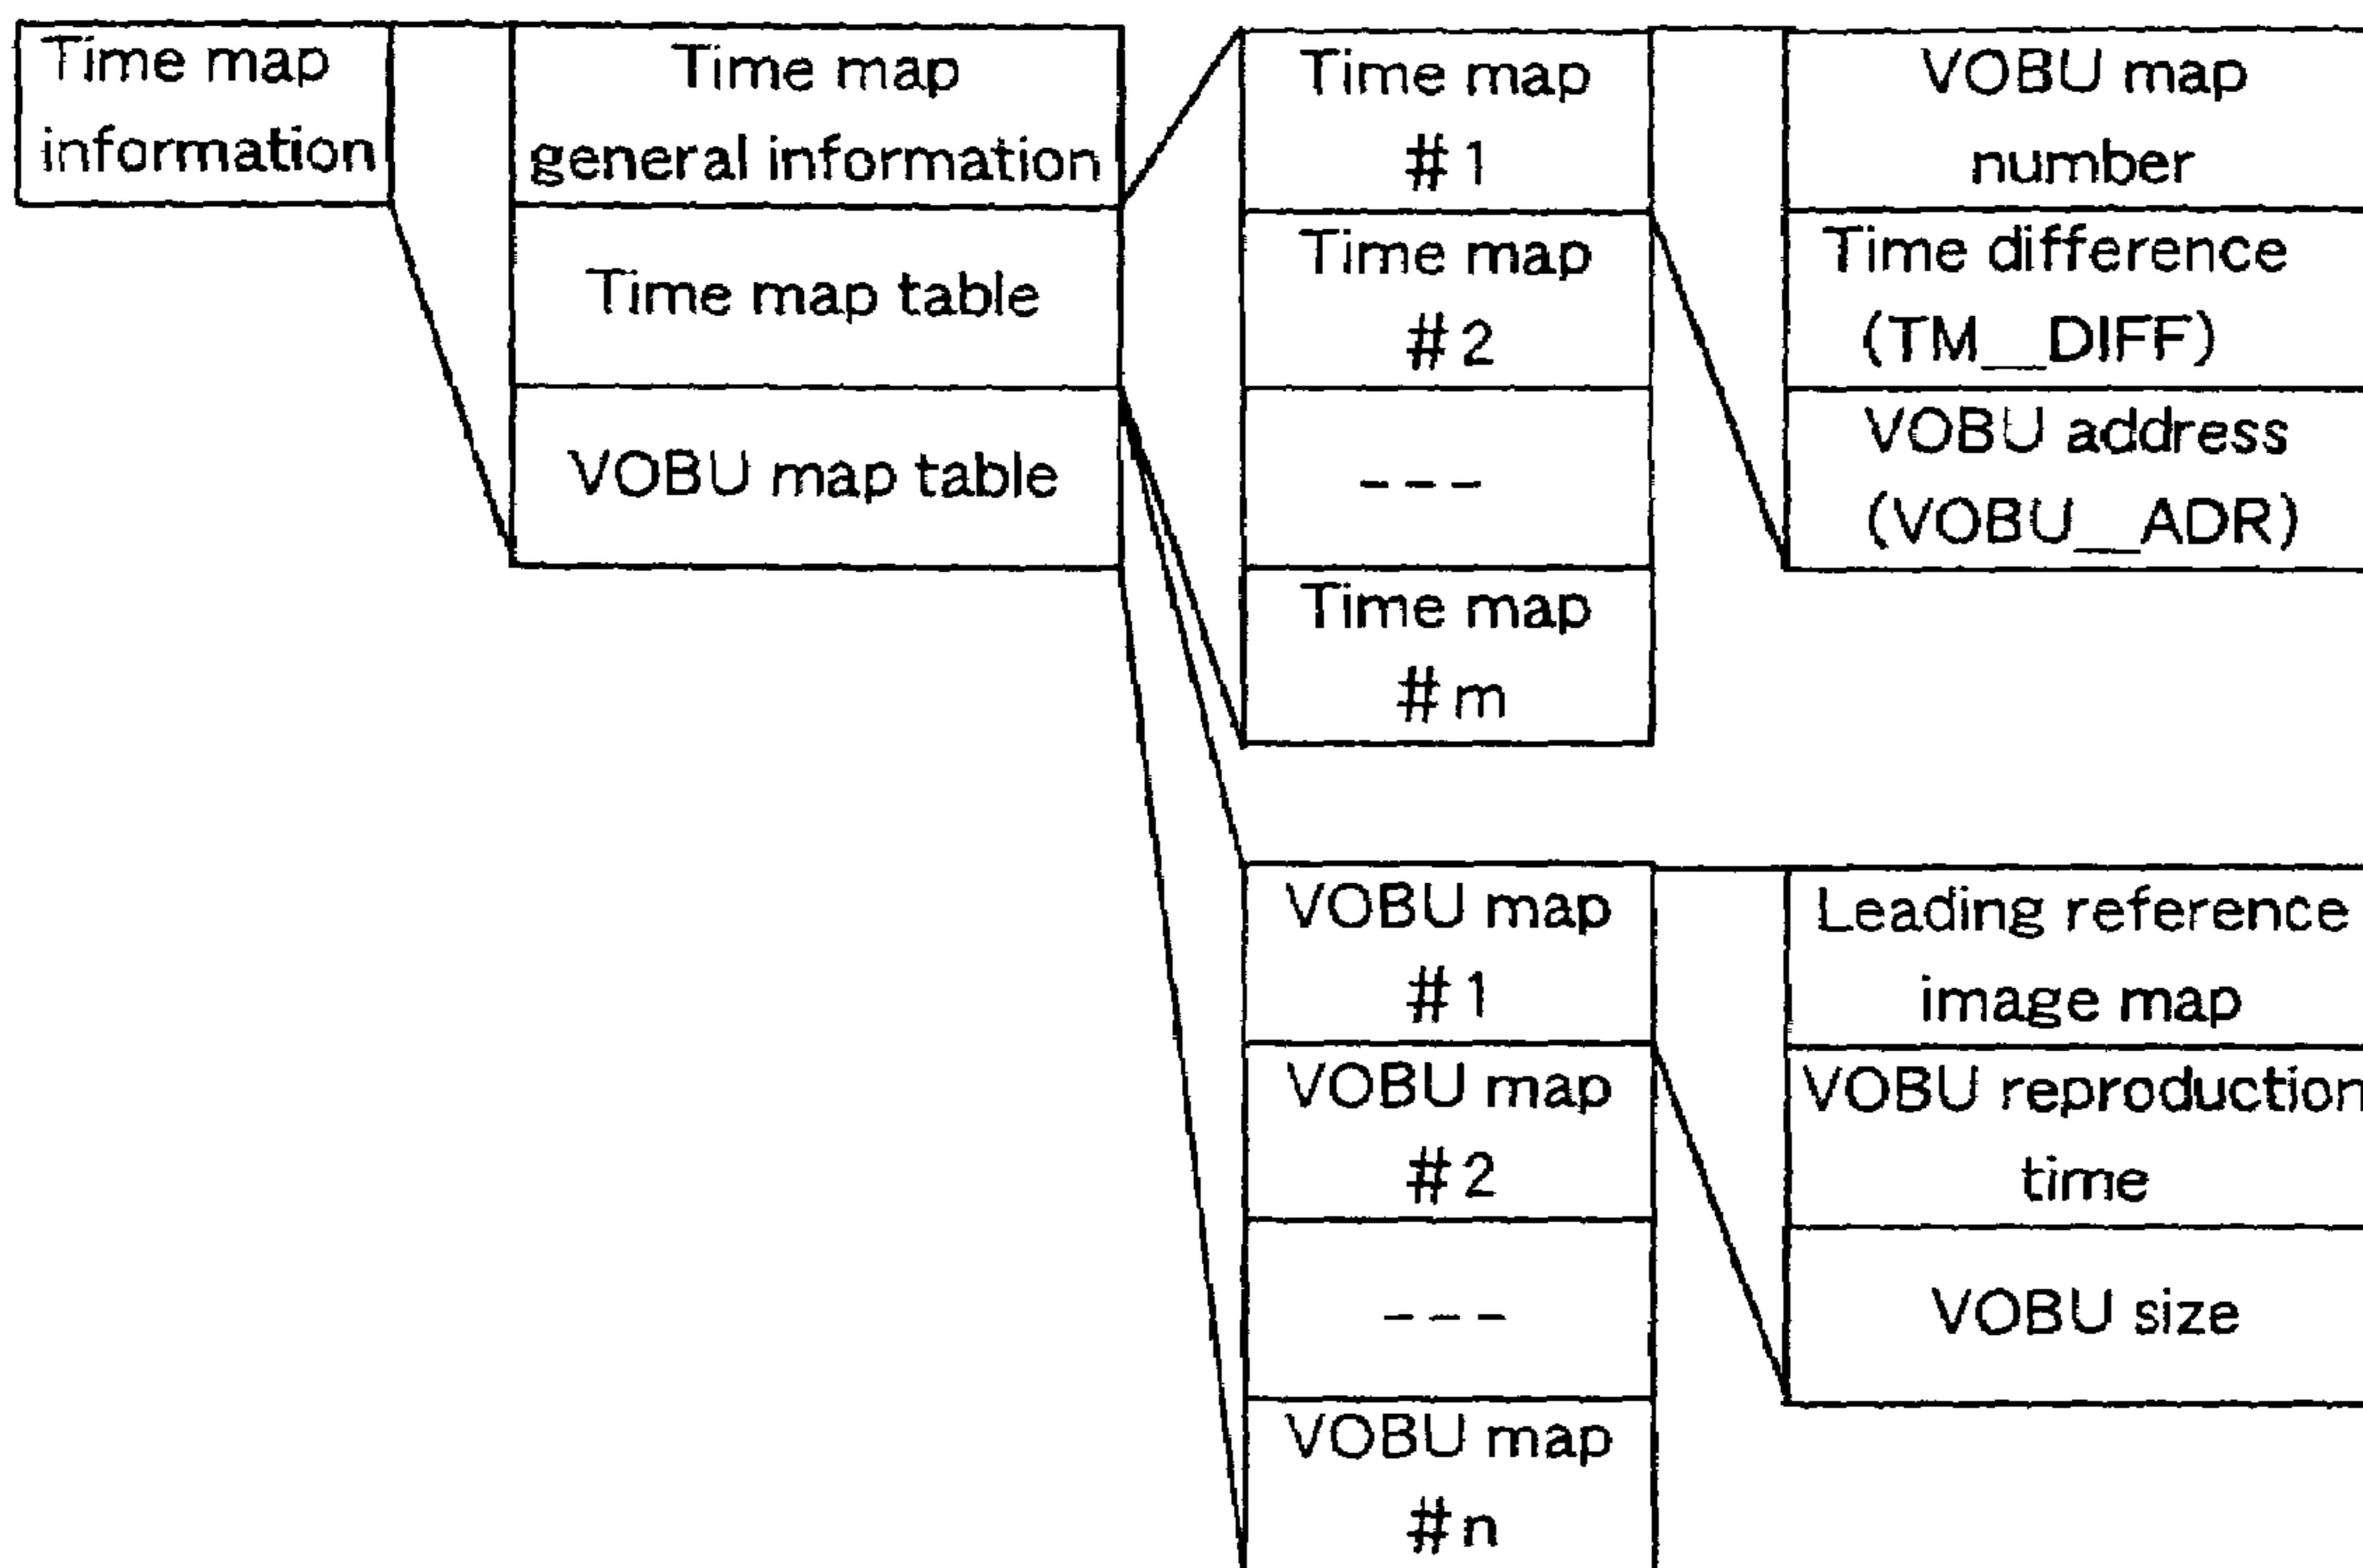 Time map
information
Time map
general information
Time map table
VOBU map table
Time map
#1
Time map
#2
---
Time map
#m
VOBU map
number
Time difference
(TM__DIFF)
VOBU address
(VOBU__ADR)
VOBU map
#1
VOBU map
#2
---
VOBU map
#n
Leading reference
image map
VOBU reproduction
time
VOBU size